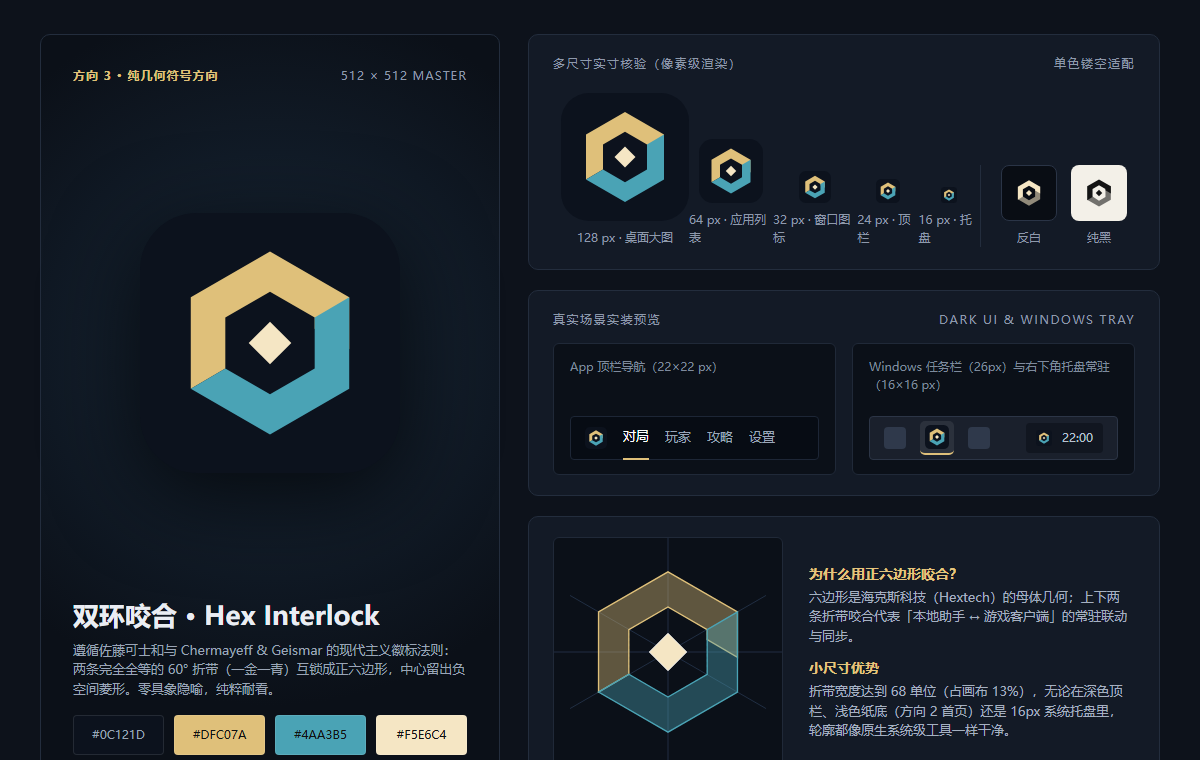 方向 3 • 纯几何符号方向
512 × 512 MASTER
双环咬合 • Hex Interlock
遵循佐藤可士和与 Chermayeff & Geismar 的现代主义徽标法则：
两条完全全等的 60° 折带（一金一青）互锁成正六边形，中心留出负
空间菱形。零具象隐喻，纯粹耐看。
#0C121D
#DFC07A
#4AA3B5
#F5E6C4
多尺寸实寸核验（像素级渲染）
单色镂空适配
128 px · 桌面大图
64 px · 应用列
表
32 px · 窗口图
标
24 px · 顶
栏
16 px · 托
盘
反白
纯黑
真实场景实装预览
DARK UI & WINDOWS TRAY
App 顶栏导航（22×22 px）
对局
玩家
攻略
设置
Windows 任务栏（26px）与右下角托盘常驻
（16×16 px）
22:00
为什么用正六边形咬合？
六边形是海克斯科技（Hextech）的母体几何；上下两
条折带咬合代表「本地助手 ↔ 游戏客户端」的常驻联动
与同步。
小尺寸优势
折带宽度达到 68 单位（占画布 13%），无论在深色顶
栏、浅色纸底（方向 2 首页）还是 16px 系统托盘里，
轮廓都像原生系统级工具一样干净。